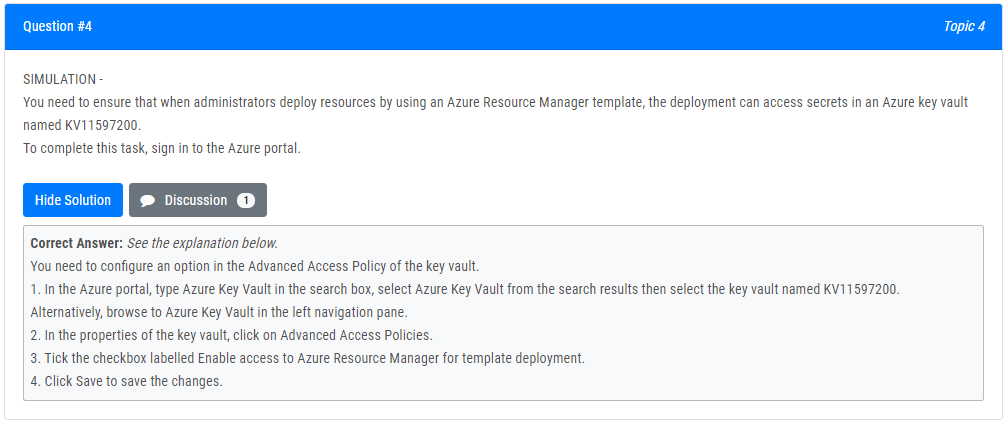 Question #4
Topic 4
SIMULATION -
You need to ensure that when administrators deploy resources by using an Azure Resource Manager template, the deployment can access secrets in an Azure key vault
named KV11597200.
To complete this task, sign in to the Azure portal.
Hide Solution
Discussion 1
Correct Answer: See the explanation below.
You need to configure an option in the Advanced Access Policy of the key vault.
1. In the Azure portal, type Azure Key Vault in the search box, select Azure Key Vault from the search results then select the key vault named KV11597200.
Alternatively, browse to Azure Key Vault in the left navigation pane.
2. In the properties of the key vault, click on Advanced Access Policies.
3. Tick the checkbox labelled Enable access to Azure Resource Manager for template deployment.
4. Click Save to save the changes.